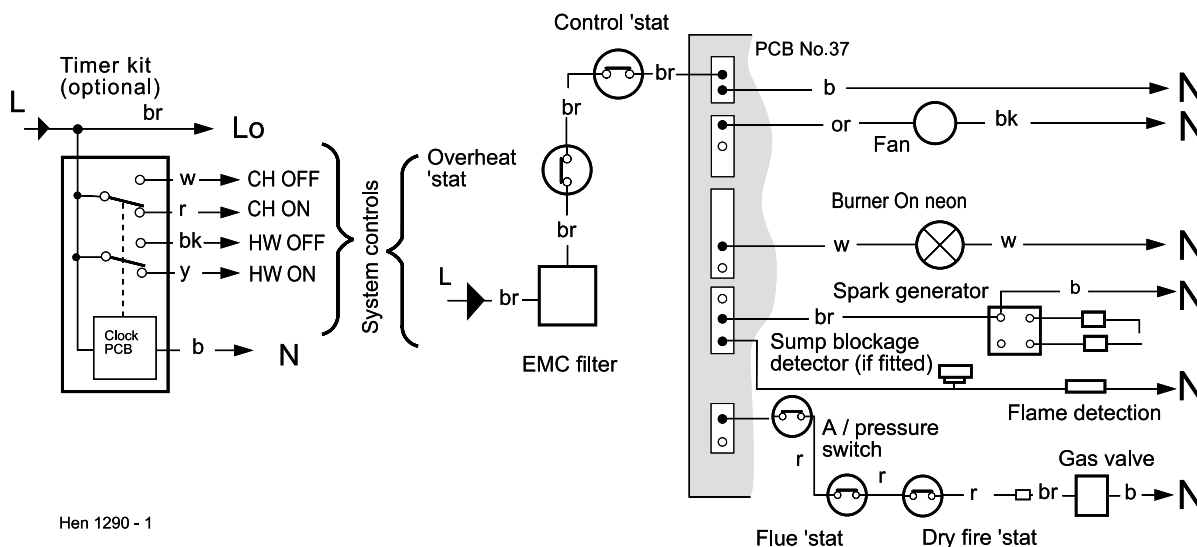 Control 'stat
PCB No.37
Timer kit
(optional)
L
br
Lo
br
br
b
N
or
Fan
bk
N
Overheat
'stat
w
CH OFF
r
CH ON
bk
HW OFF
y
HW ON
System controls
br
Burner On neon
w
w
N
L
br
Spark generator
b
N
br
Clock
PCB
b
N
EMC filter
Sump blockage
detector (if fitted)
N
Flame detection
A / pressure
switch
r
r
r
br
Gas valve
b
N
Hen 1290 - 1
Flue 'stat
Dry fire 'stat